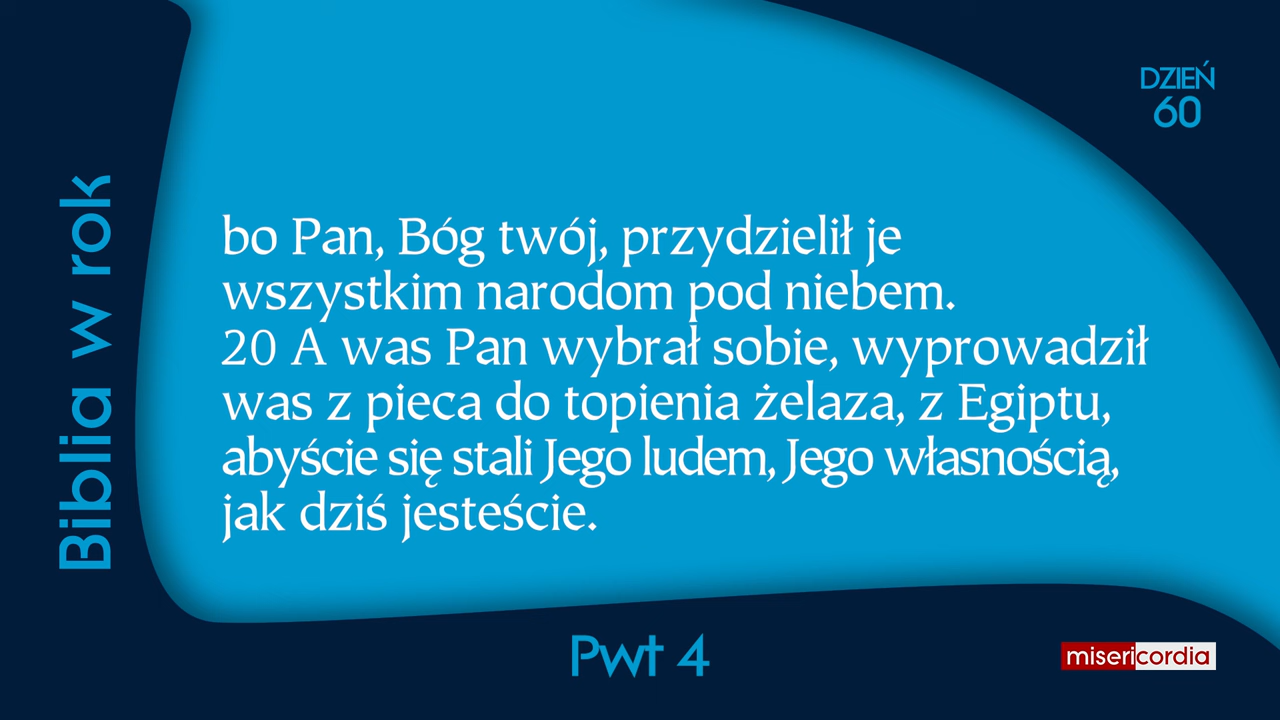 DZIEŃ
60
Biblia w rok
bo Pan, Bóg twój, przydzielił je
wszystkim narodom pod niebem.
20 A was Pan wybrał sobie, wyprowadził
was z pieca do topienia żelaza, z Egiptu,
abyście się stali Jego ludem, Jego własnością,
jak dziś jesteście.
Pwt 4
misericordia